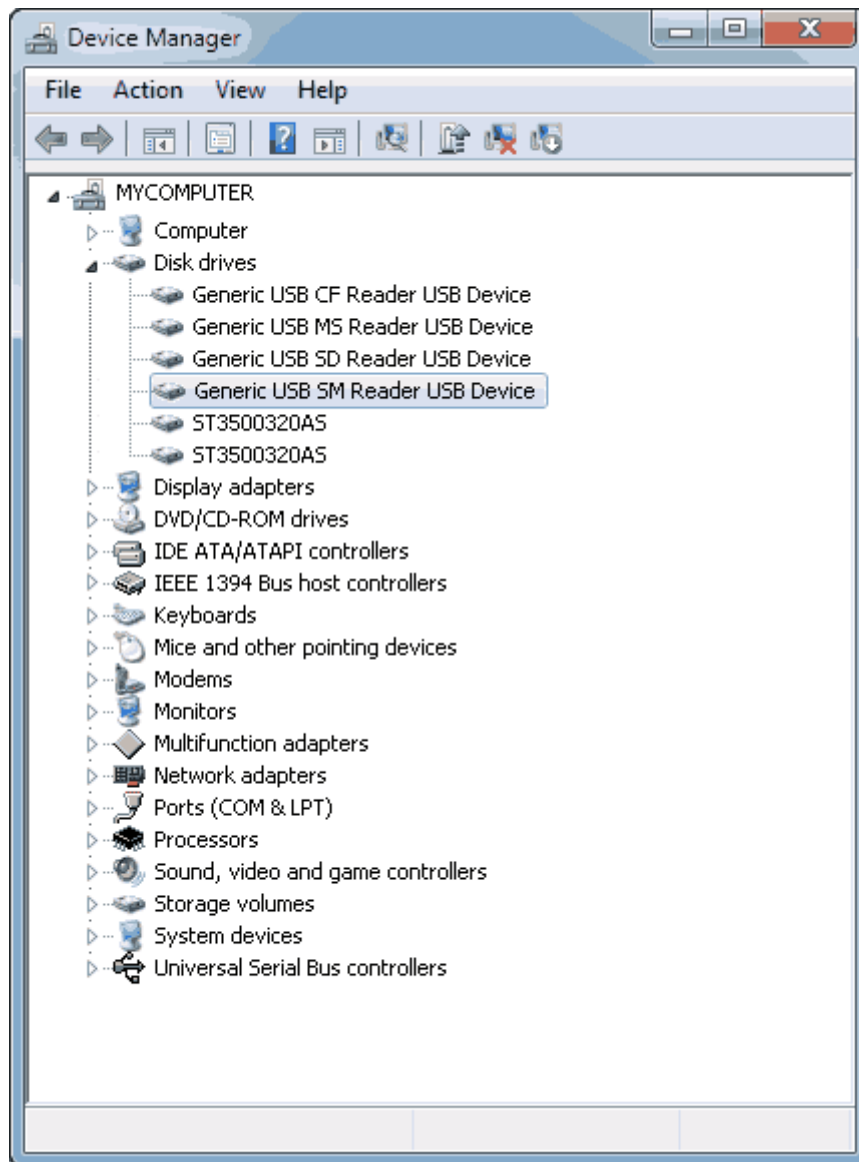 Device Manager
File Action View Help
MYCOMPUTER
Computer
Disk drives
Generic USB CF Reader USB Device
Generic USB MS Reader USB Device
Generic USB SD Reader USB Device
Generic USB SM Reader USB Device
ST3500320AS
ST3500320AS
Display adapters
DVD/CD-ROM drives
IDE ATA/ATAPI controllers
IEEE 1394 Bus host controllers
Keyboards
Mice and other pointing devices
Modems
Monitors
Multifunction adapters
Network adapters
Ports (COM & LPT)
Processors
Sound, video and game controllers
Storage volumes
System devices
Universal Serial Bus controllers